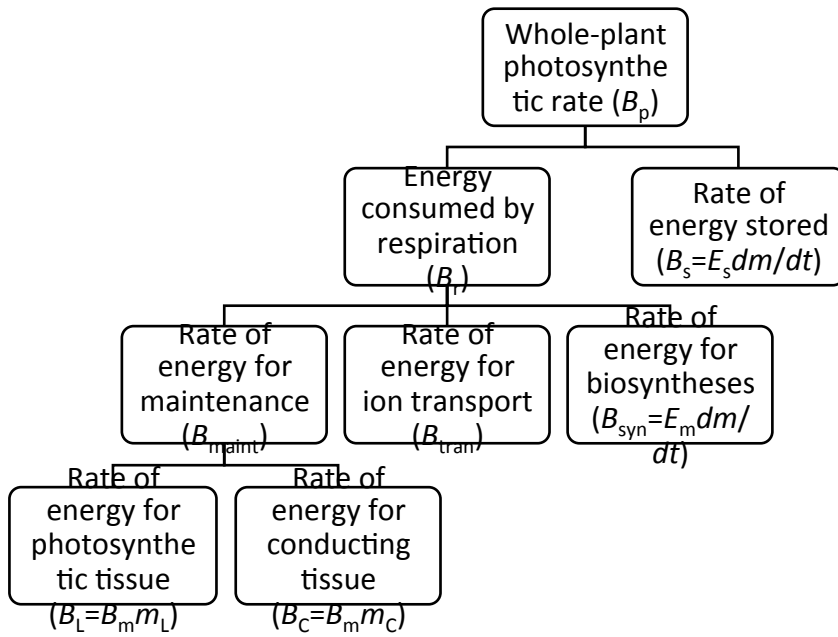 Whole-plant
photosynthe
tic rate (Bp)
Energy
consumed by
respiration
(Br)
Rate of
energy stored
(Bs=Esdm/dt)
Rate of
energy for
maintenance
(Bmaint)
Rate of
energy for
ion transport
(Btran)
Rate of
energy for
biosyntheses
(Bsyn=Emdm/
dt)
Rate of
energy for
photosynthe
tic tissue
(BL=BmmL)
Rate of
energy for
conducting
tissue
(BC=BmmC)